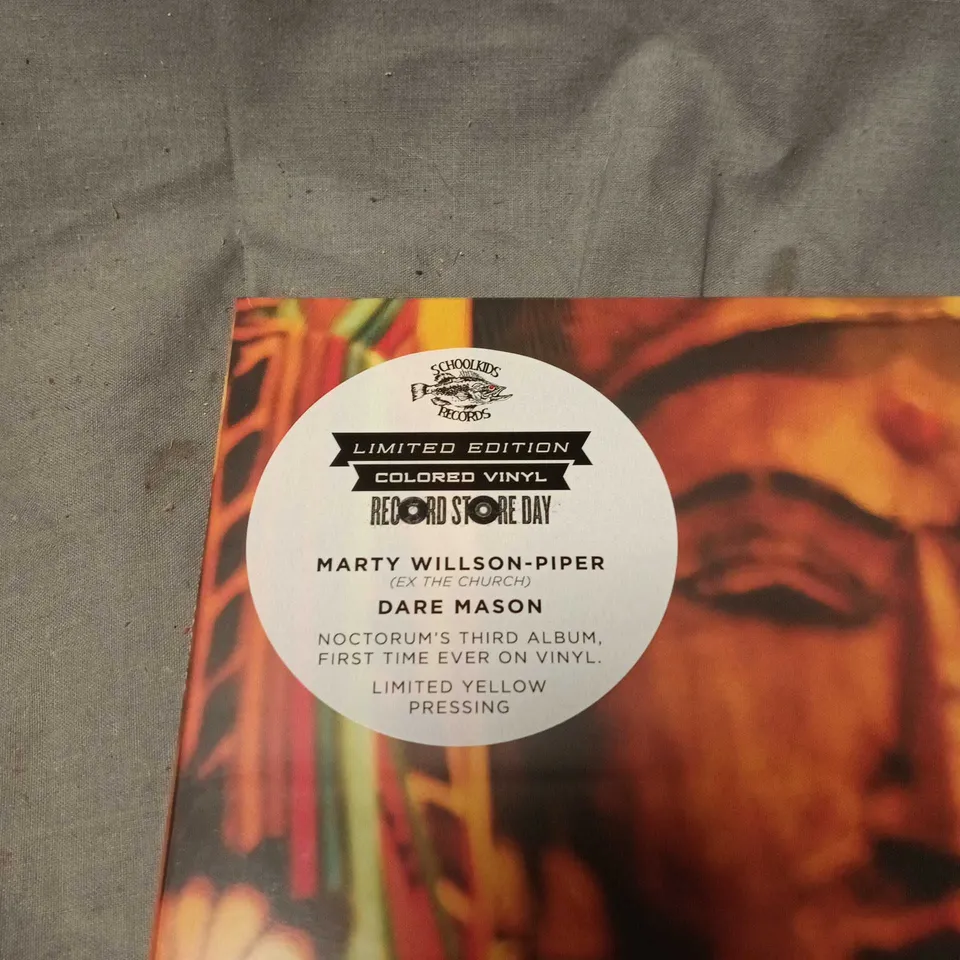 SCHOOLKIDS
RECORDS
LIMITED EDITION
COLORED VINYL
RECORD STORE DAY
MARTY WILLSON-PIPER
(EX THE CHURCH)
DARE MASON
NOCTORUM'S THIRD ALBUM,
FIRST TIME EVER ON VINYL.
LIMITED YELLOW
PRESSING